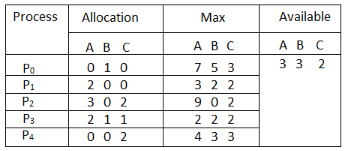 Process Allocation Max Available
A B C A B C A B C
P0 0 1 0 7 5 3 3 3 2
P1 2 0 0 3 2 2
P2 3 0 2 9 0 2
P3 2 1 1 2 2 2
P4 0 0 2 4 3 3